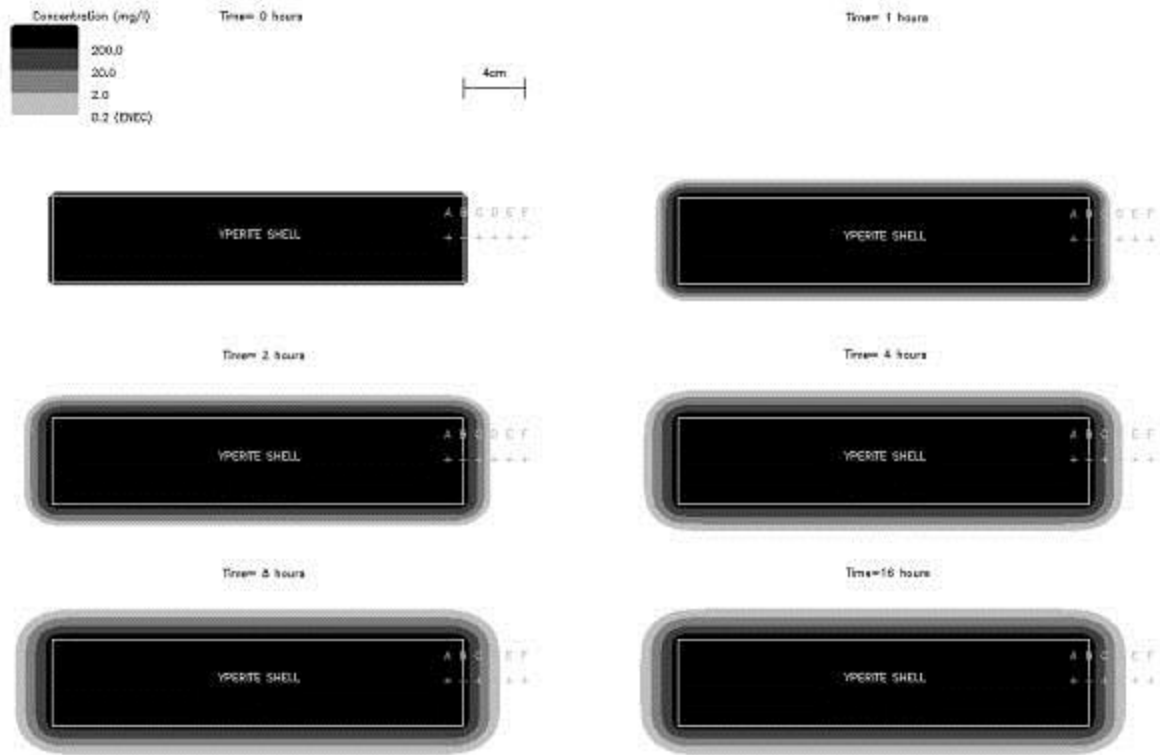 Concentration (mg/l)
200.0
20.0
2.0
0.2 (ENEC)
Time= 0 hours
4cm
A B C D E F
YPERITE SHELL
Time= 1 hours
A B D E F
YPERITE SHELL
Time= 2 hours
A B C D E F
YPERITE SHELL
Time= 4 hours
A B C E F
YPERITE SHELL
Time= 8 hours
A B C E F
YPERITE SHELL
Time=16 hours
A B C E F
YPERITE SHELL